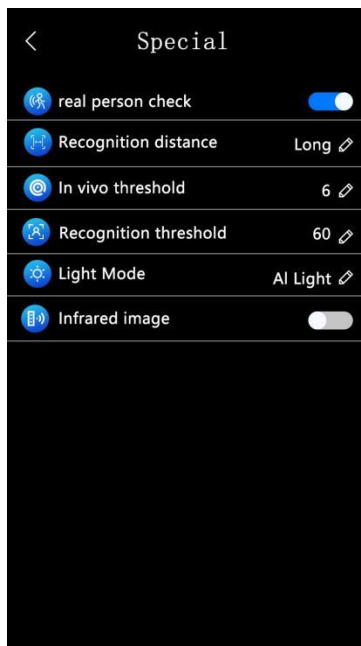 Special
real person check
Recognition distance Long
In vivo threshold 6
Recognition threshold 60
Light Mode AI Light
Infrared image